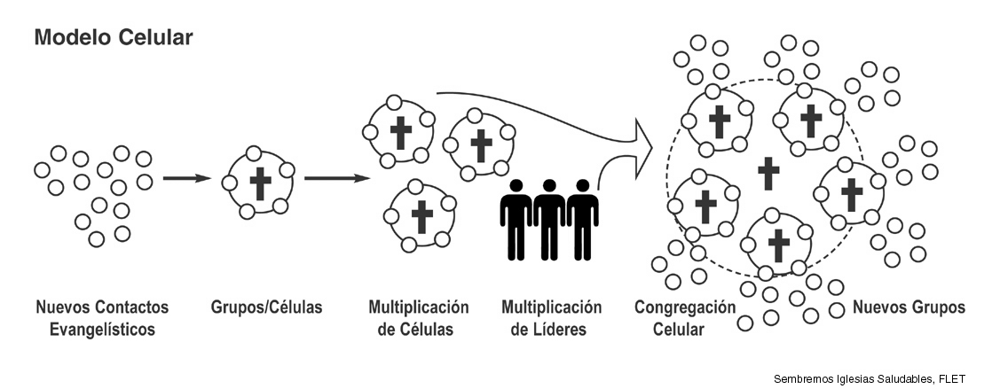 Modelo Celular
Nuevos Contactos
Evangelísticos
Grupos/Células
Multiplicación
de Células
Multiplicación
de Líderes
Congregación
Celular
Nuevos Grupos
Sembremos Iglesias Saludables, FLET